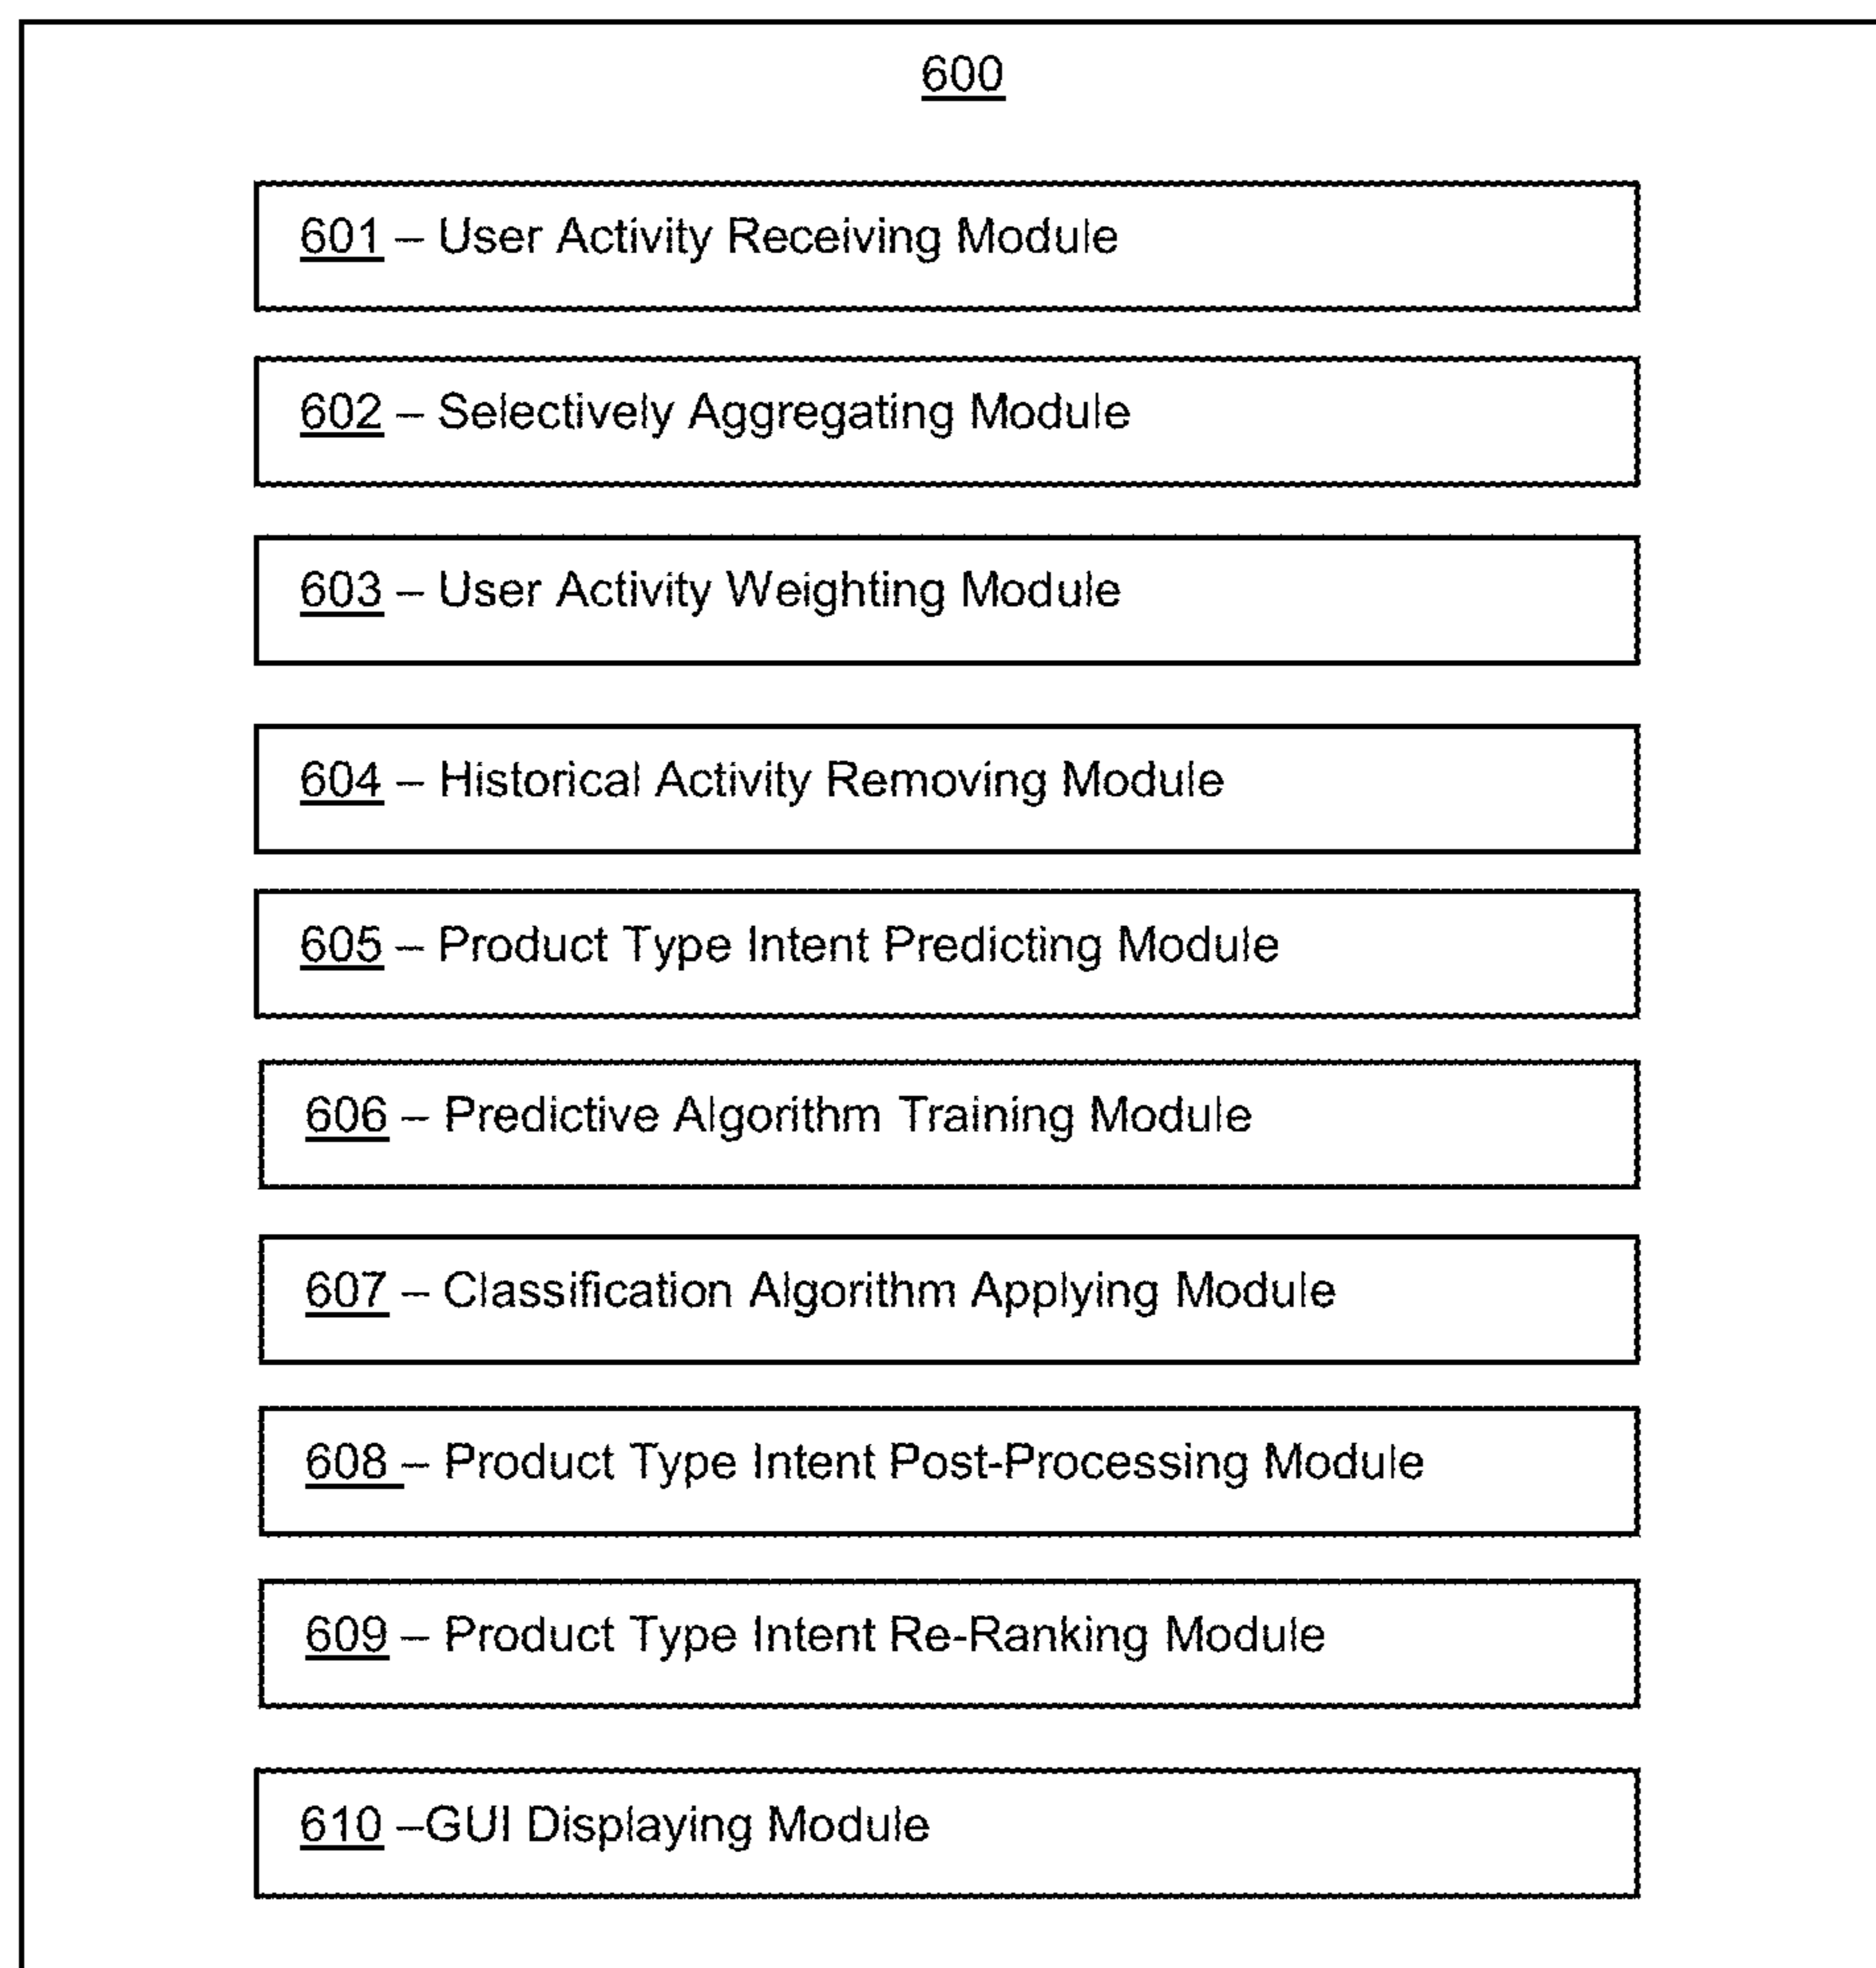 600
601 – User Activity Receiving Module
602 – Selectively Aggregating Module
603 – User Activity Weighting Module
604 – Historical Activity Removing Module
605 – Product Type Intent Predicting Module
606 – Predictive Algorithm Training Module
607 – Classification Algorithm Applying Module
608 – Product Type Intent Post-Processing Module
609 – Product Type Intent Re-Ranking Module
610 –GUI Displaying Module